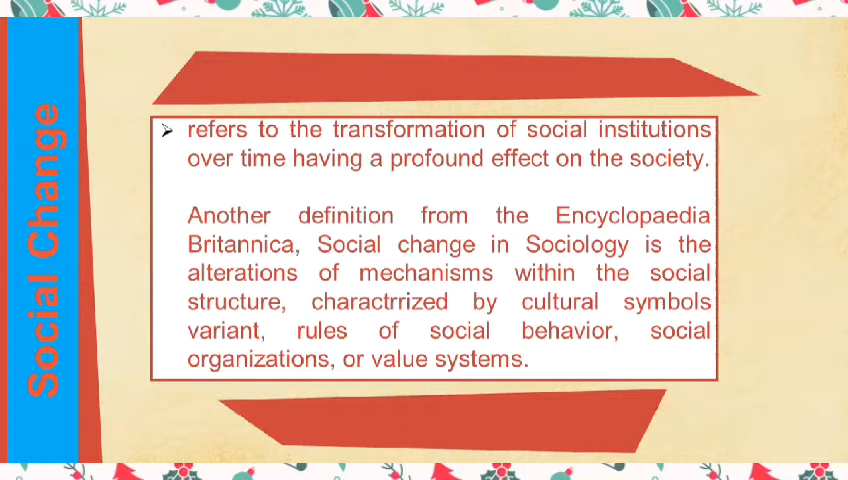 Social Change
refers to the transformation of social institutions
over time having a profound effect on the society.
Another definition from the Encyclopaedia
Britannica, Social change in Sociology is the
alterations of mechanisms within the social
structure, charactrrized by cultural symbols
variant, rules of social behavior, social
organizations, or value systems.